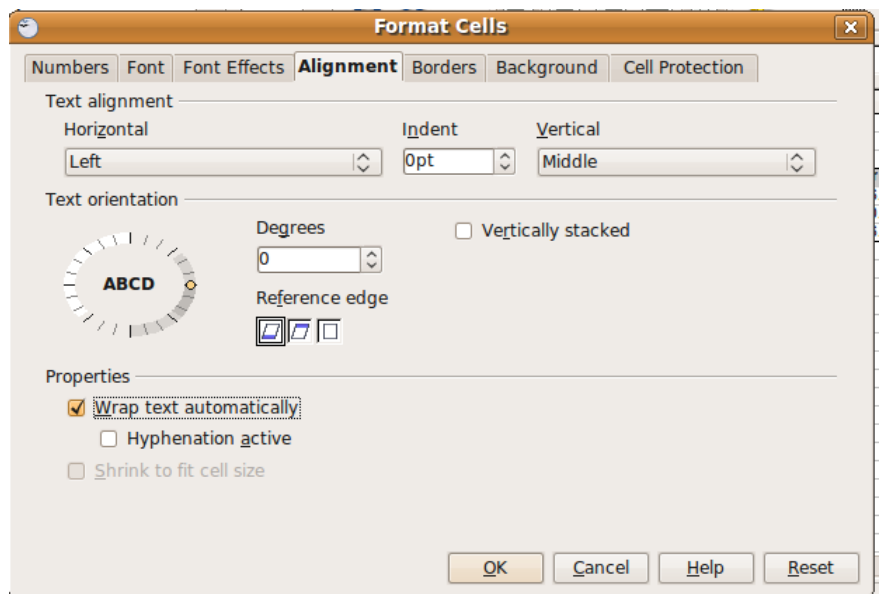 Format Cells
Numbers Font Font Effects Alignment Borders Background Cell Protection
Text alignment
Horizontal Indent Vertical
Left 0pt Middle
Text orientation
Degrees
Vertically stacked
0
ABCD
Reference edge
Properties
Wrap text automatically
Hyphenation active
Shrink to fit cell size
OK Cancel Help Reset